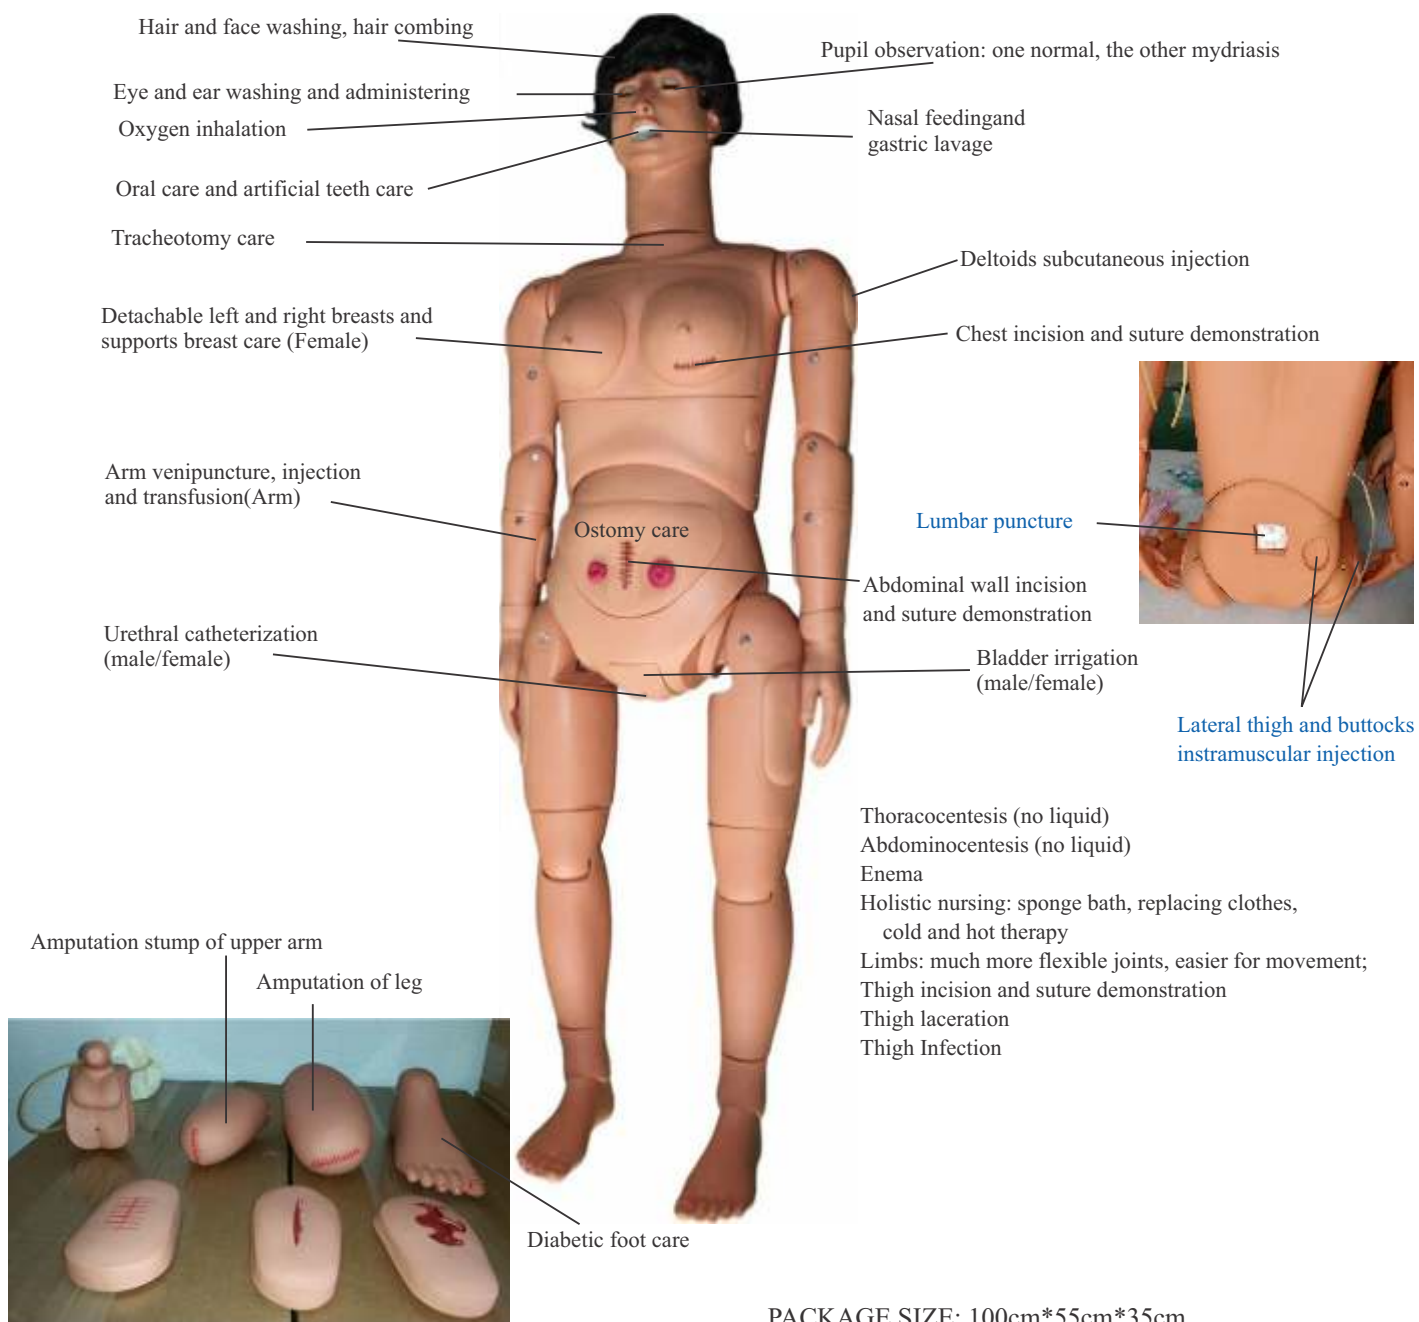 Hair and face washing, hair combing
Pupil observation: one normal, the other mydriasis
Eye and ear washing and administering
Oxygen inhalation
Nasal feedingand
gastric lavage
Oral care and artificial teeth care
Tracheotomy care
Deltoids subcutaneous injection
Detachable left and right breasts and
supports breast care (Female)
Chest incision and suture demonstration
Arm venipuncture, injection
and transfusion(Arm)
Ostomy care
Lumbar puncture
Abdominal wall incision
and suture demonstration
Urethral catheterization
(male/female)
Bladder irrigation
(male/female)
Lateral thigh and buttocks
instramuscular injection
Thoracocentesis (no liquid)
Abdominocentesis (no liquid)
Enema
Holistic nursing: sponge bath, replacing clothes,
cold and hot therapy
Limbs: much more flexible joints, easier for movement;
Thigh incision and suture demonstration
Thigh laceration
Thigh Infection
Amputation stump of upper arm
Amputation of leg
Diabetic foot care
PACKAGE SIZE: 100cm*55cm*35cm